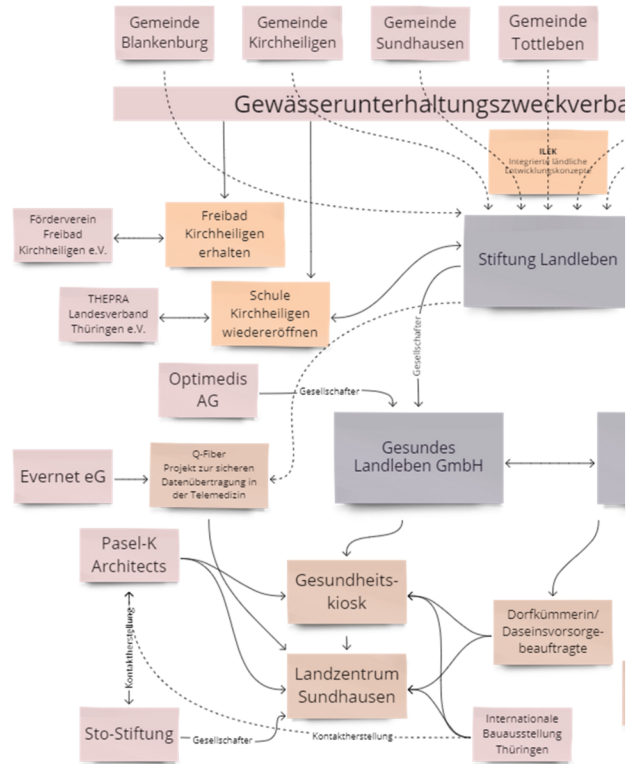 Gemeinde
Blankenburg
Gemeinde
Kirchheiligen
Gemeinde
Sundhausen
Gemeinde
Tottleben
Gewässerunterhaltungszweckverba
ILEK
Integrierte ländliche
Entwicklungskonzepte
Förderverein
Freibad
Kirchheiligen e.V.
Freibad
Kirchheiligen
erhalten
Stiftung Landleben
THEPRA
Landesverband
Thüringen e.V.
Schule
Kirchheiligen
wiedereröffnen
Gesellschafter
Optimedis
AG
Gesellschafter
Gesundes
Landleben GmbH
Evernet eG
Q-Fiber
Projekt zur sicheren
Datenübertragung in
der Telemedizin
Pasel-K
Architects
Gesundheits-
kiosk
Dorfkümmerin/
Daseinsvorsorge-
beauftragte
Kontaktherstellung
Landzentrum
Sundhausen
Sto-Stiftung
Gesellschafter
Kontaktherstellung
Internationale
Bauausstellung
Thüringen